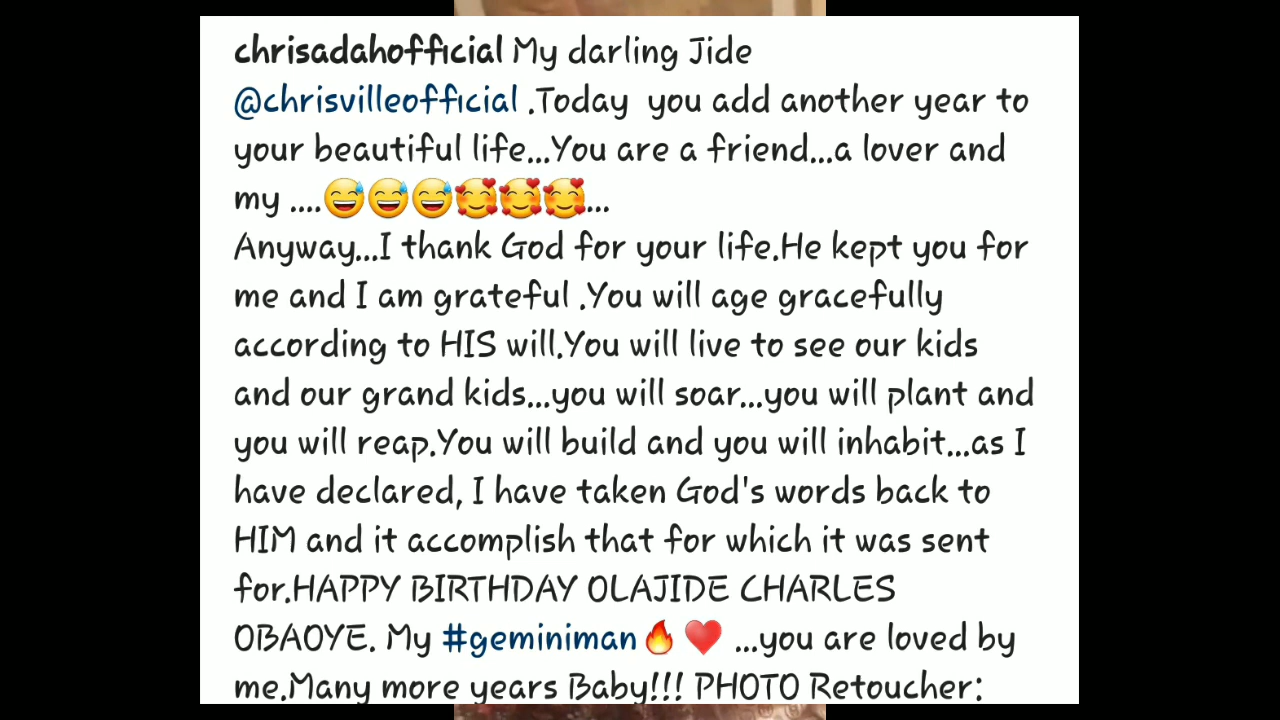 chrisadahofficial My darling Jide
@chrisvilleofficial .Today  you add another year to
your beautiful life...You are a friend...a lover and
my ....😅😅😅🥰🥰🥰...
Anyway...I thank God for your life.He kept you for
me and I am grateful .You will age gracefully
according to HIS will.You will live to see our kids
and our grand kids...you will soar...you will plant and
you will reap.You will build and you will inhabit...as I
have declared, I have taken God's words back to
HIM and it accomplish that for which it was sent
for.HAPPY BIRTHDAY OLAJIDE CHARLES
OBAOYE. My #geminiman🔥♥️ ...you are loved by
me.Many more years Baby!!! PHOTO Retoucher: